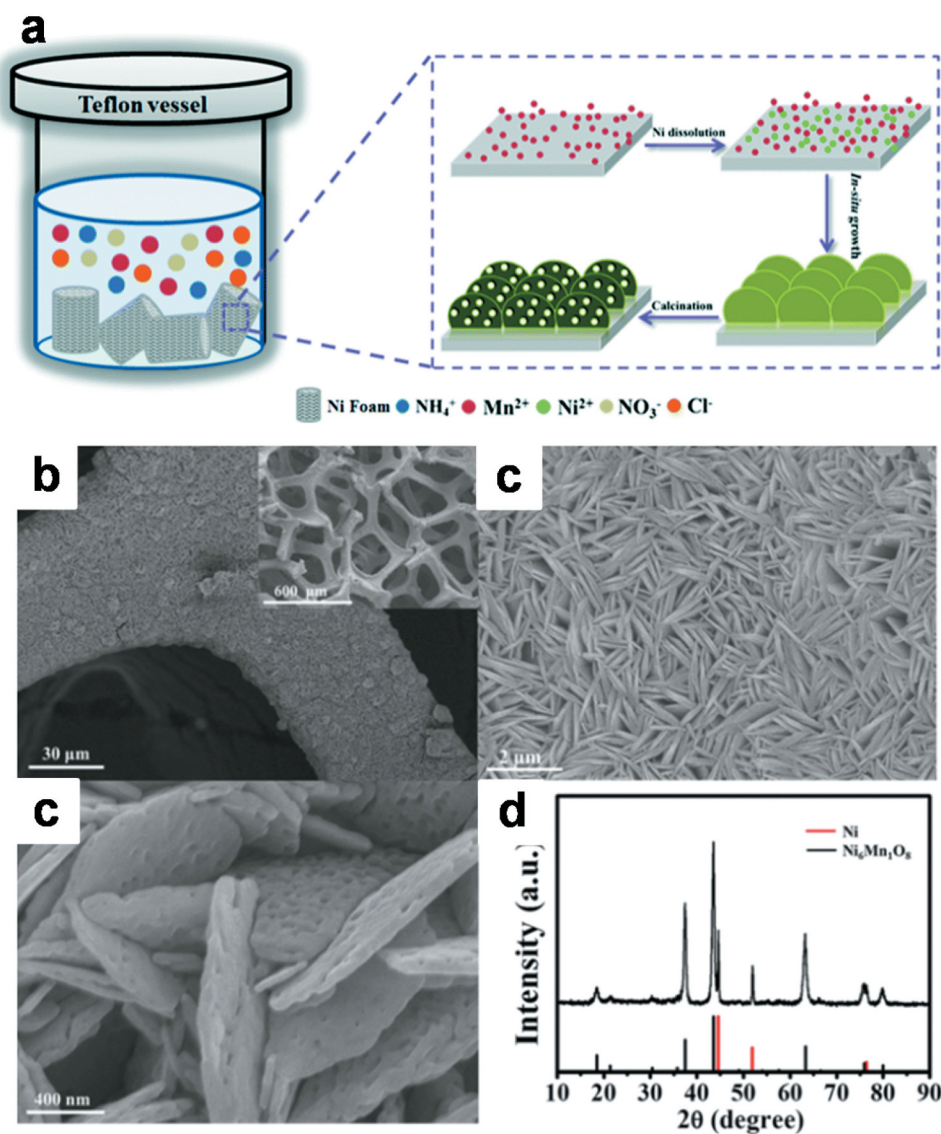 a
Teflon vessel
Ni dissolution
In-situ growth
Calcination
Ni Foam NH₄⁺ Mn²⁺ Ni²⁺ NO₃⁻ Cl⁻
b
600 µm
30 µm
c
2 µm
c
400 nm
d
Ni
Ni₆Mn₁O₈
Intensity (a.u.)
10 20 30 40 50 60 70 80 90
2θ (degree)